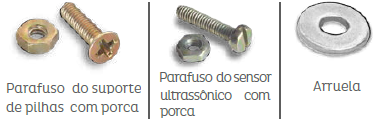 Parafuso do suporte
de pilhas com porca
Parafuso do sensor
ultrassônico com
porca
Arruela